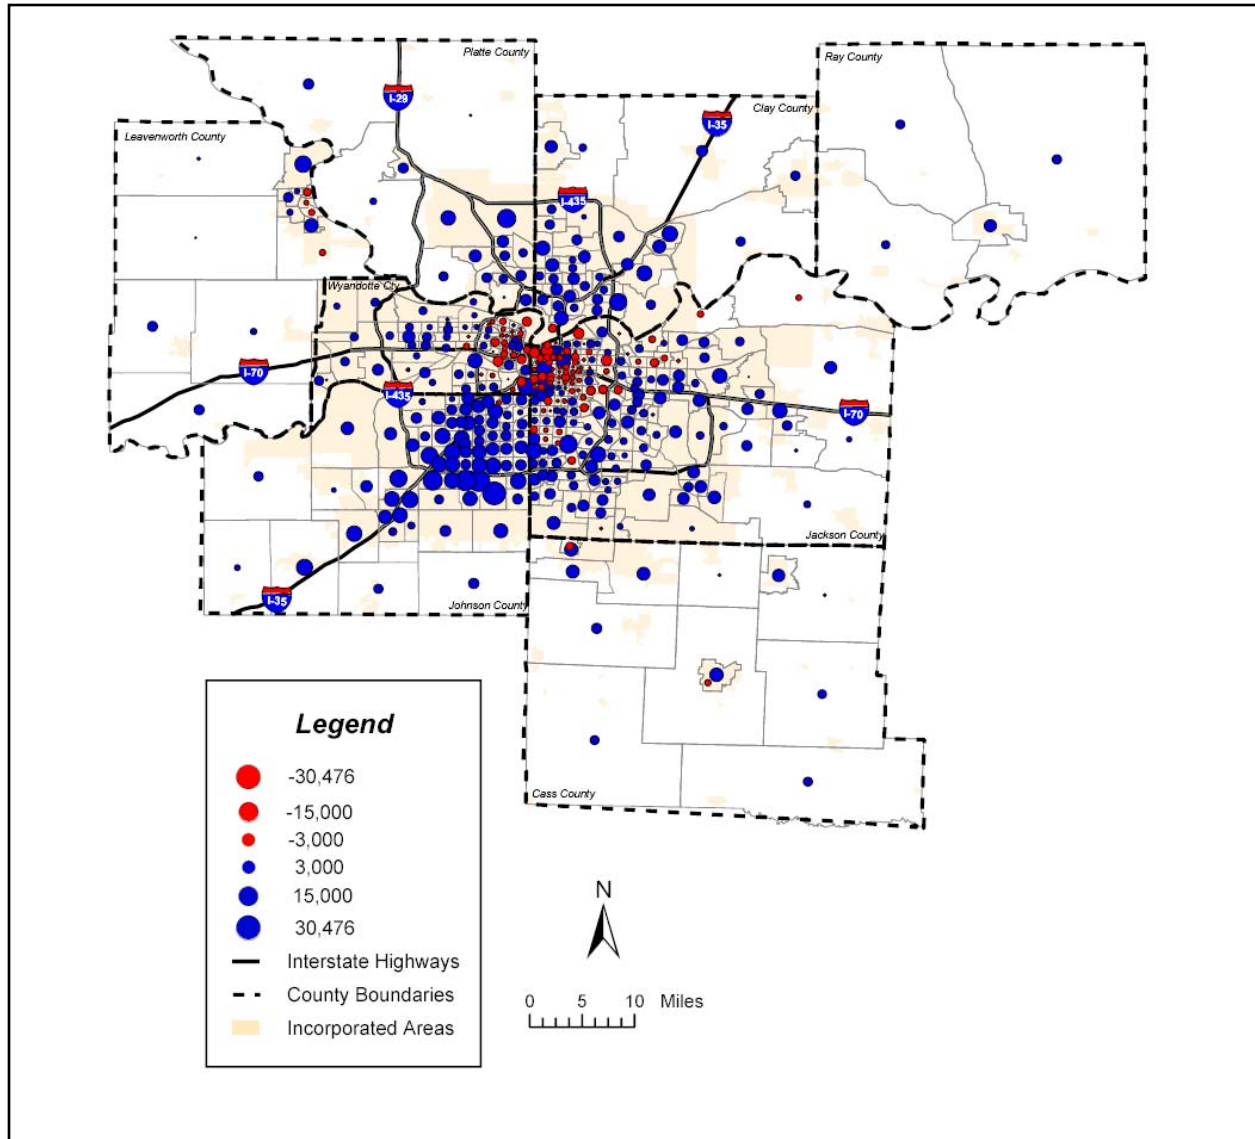 Platte County
Ray County
I-29
Clay County
I-35
Leavenworth County
I-435
Wyandotte Cty
I-70
I-435
I-70
Jackson County
I-35
Johnson County
Cass County
Legend
-30,476
-15,000
-3,000
3,000
15,000
30,476
Interstate Highways
County Boundaries
Incorporated Areas
N
0 5 10 Miles